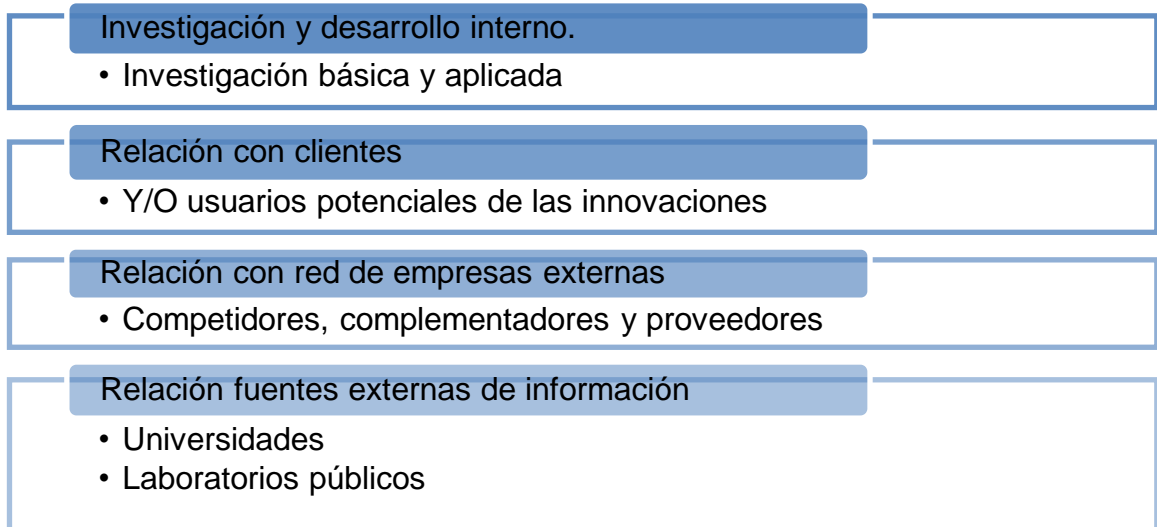 Investigación y desarrollo interno.
• Investigación básica y aplicada
Relación con clientes
• Y/O usuarios potenciales de las innovaciones
Relación con red de empresas externas
• Competidores, complementadores y proveedores
Relación fuentes externas de información
• Universidades
• Laboratorios públicos